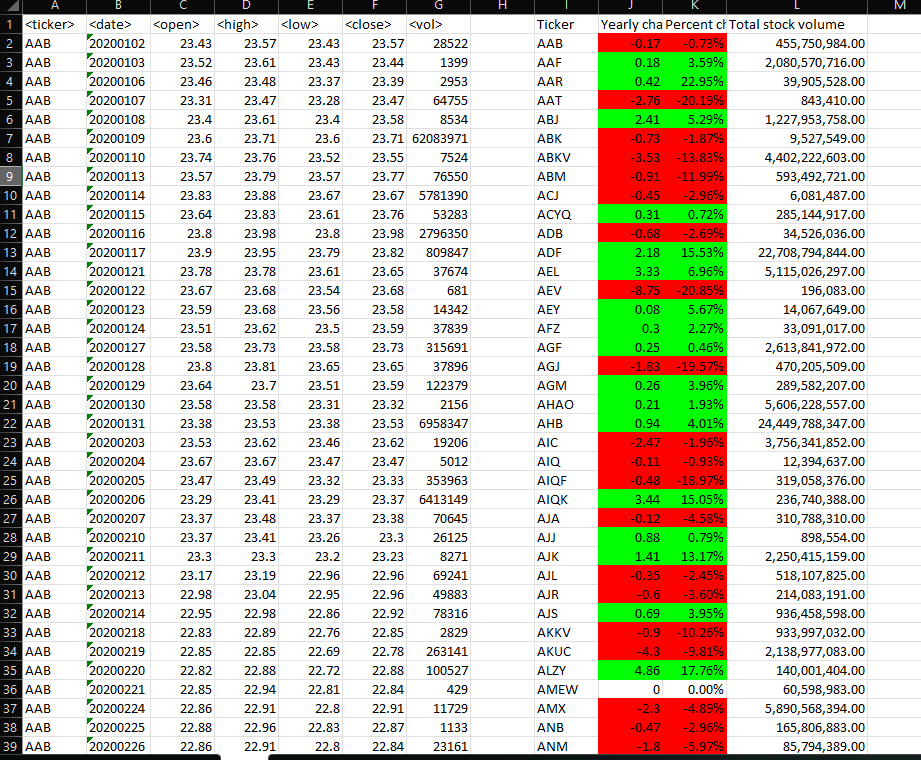 A B C D E F G H I J K L M
1 <ticker> <date> <open> <high> <low> <close> <vol> Ticker Yearly cha Percent ch Total stock volume
2 AAB 20200102 23.43 23.57 23.43 23.57 28522 AAB -0.17 -0.73% 455,750,984.00
3 AAB 20200103 23.52 23.61 23.43 23.44 1399 AAF 0.18 3.59% 2,080,570,716.00
4 AAB 20200106 23.46 23.48 23.37 23.39 2953 AAR 0.42 22.95% 39,905,528.00
5 AAB 20200107 23.31 23.47 23.28 23.47 64755 AAT -2.76 -20.19% 843,410.00
6 AAB 20200108 23.4 23.61 23.4 23.58 8534 ABJ 2.41 5.29% 1,227,953,758.00
7 AAB 20200109 23.6 23.71 23.6 23.71 62083971 ABK -0.73 -1.87% 9,527,549.00
8 AAB 20200110 23.74 23.76 23.52 23.55 7524 ABKV -3.53 -13.83% 4,402,222,603.00
9 AAB 20200113 23.57 23.79 23.57 23.77 76550 ABM -0.91 -11.99% 593,492,721.00
10 AAB 20200114 23.83 23.88 23.67 23.67 5781390 ACJ -0.45 -2.96% 6,081,487.00
11 AAB 20200115 23.64 23.83 23.61 23.76 53283 ACYQ 0.31 0.72% 285,144,917.00
12 AAB 20200116 23.8 23.98 23.8 23.98 2796350 ADB -0.68 -2.69% 34,526,036.00
13 AAB 20200117 23.9 23.95 23.79 23.82 809847 ADF 2.18 15.53% 22,708,794,844.00
14 AAB 20200121 23.78 23.78 23.61 23.65 37674 AEL 3.33 6.96% 5,115,026,297.00
15 AAB 20200122 23.67 23.68 23.54 23.68 681 AEV -8.75 -20.85% 196,083.00
16 AAB 20200123 23.59 23.68 23.56 23.58 14342 AEY 0.08 5.67% 14,067,649.00
17 AAB 20200124 23.51 23.62 23.5 23.59 37839 AFZ 0.3 2.27% 33,091,017.00
18 AAB 20200127 23.58 23.73 23.58 23.73 315691 AGF 0.25 0.46% 2,613,841,972.00
19 AAB 20200128 23.8 23.81 23.65 23.65 37896 AGJ -1.83 -19.57% 470,205,509.00
20 AAB 20200129 23.64 23.7 23.51 23.59 122379 AGM 0.26 3.96% 289,582,207.00
21 AAB 20200130 23.58 23.58 23.31 23.32 2156 AHAO 0.21 1.93% 5,606,228,557.00
22 AAB 20200131 23.38 23.53 23.38 23.53 6958347 AHB 0.94 4.01% 24,449,788,347.00
23 AAB 20200203 23.53 23.62 23.46 23.62 19206 AIC -2.47 -1.96% 3,756,341,852.00
24 AAB 20200204 23.67 23.67 23.47 23.47 5012 AIQ -0.11 -0.93% 12,394,637.00
25 AAB 20200205 23.47 23.49 23.32 23.33 353963 AIQF -0.48 -18.97% 319,058,376.00
26 AAB 20200206 23.29 23.41 23.29 23.37 6413149 AIQK 3.44 15.05% 236,740,388.00
27 AAB 20200207 23.37 23.48 23.37 23.38 70645 AJA -0.12 -4.58% 310,788,310.00
28 AAB 20200210 23.37 23.41 23.26 23.3 26125 AJJ 0.88 0.79% 898,554.00
29 AAB 20200211 23.3 23.3 23.2 23.23 8271 AJK 1.41 13.17% 2,250,415,159.00
30 AAB 20200212 23.17 23.19 22.96 22.96 69241 AJL -0.35 -2.45% 518,107,825.00
31 AAB 20200213 22.98 23.04 22.95 22.96 49883 AJR -0.6 -3.60% 214,083,191.00
32 AAB 20200214 22.95 22.98 22.86 22.92 78316 AJS 0.69 3.95% 936,458,598.00
33 AAB 20200218 22.83 22.89 22.76 22.85 2829 AKKV -0.9 -10.26% 933,997,032.00
34 AAB 20200219 22.85 22.85 22.69 22.78 263141 AKUC -4.3 -9.81% 2,138,977,083.00
35 AAB 20200220 22.82 22.88 22.72 22.88 100527 ALZY 4.86 17.76% 140,001,404.00
36 AAB 20200221 22.85 22.94 22.81 22.84 429 AMEW 0 0.00% 60,598,983.00
37 AAB 20200224 22.86 22.91 22.8 22.91 11729 AMX -2.3 -4.89% 5,890,568,394.00
38 AAB 20200225 22.88 22.96 22.83 22.87 1133 ANB -0.47 -2.96% 165,806,883.00
39 AAB 20200226 22.86 22.91 22.8 22.84 23161 ANM -1.8 -5.97% 85,794,389.00